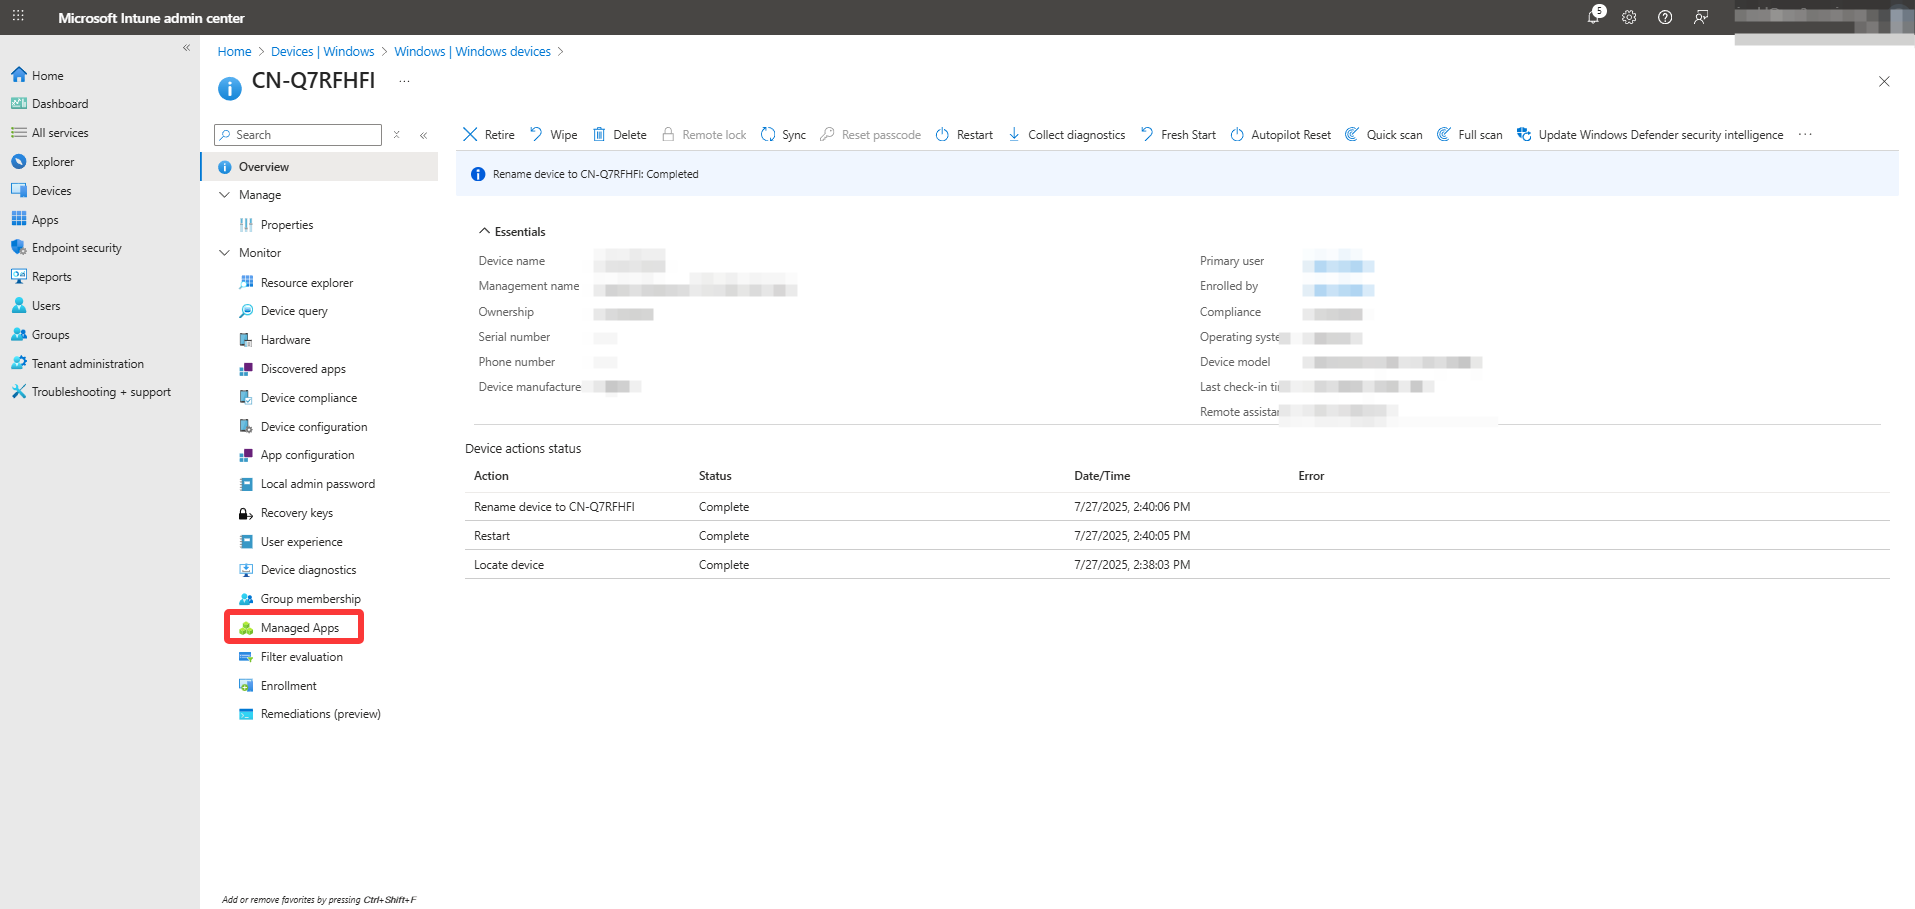 Microsoft Intune admin center
5
Home > Devices | Windows > Windows | Windows devices >
CN-Q7RFHFI ...
Home
Dashboard
All services
Explorer
Devices
Apps
Endpoint security
Reports
Users
Groups
Tenant administration
Troubleshooting + support
Search
Overview
Manage
Properties
Monitor
Resource explorer
Device query
Hardware
Discovered apps
Device compliance
Device configuration
App configuration
Local admin password
Recovery keys
User experience
Device diagnostics
Group membership
Managed Apps
Filter evaluation
Enrollment
Remediations (preview)
Add or remove favorites by pressing Ctrl+Shift+F
Retire Wipe Delete Remote lock Sync Reset passcode Restart Collect diagnostics Fresh Start Autopilot Reset Quick scan Full scan Update Windows Defender security intelligence ...
Rename device to CN-Q7RFHFI: Completed
Essentials
Device name
Management name
Ownership
Serial number
Phone number
Device manufacture
Primary user
Enrolled by
Compliance
Operating syste
Device model
Last check-in ti
Remote assista
Device actions status
Action Status Date/Time Error
Rename device to CN-Q7RFHFI Complete 7/27/2025, 2:40:06 PM
Restart Complete 7/27/2025, 2:40:05 PM
Locate device Complete 7/27/2025, 2:38:03 PM